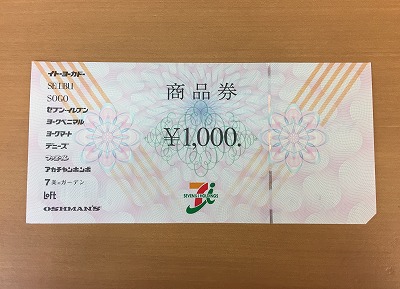 イトーヨーカドー
SEIBU
SOGO
セブン-イレブン
ヨークベニマル
ヨークマート
デニーズ
アカチャンホンポ
7美のガーデン
Loft
OSHMAN'S
商品券
¥1,000.
SEVEN & i HOLDINGS